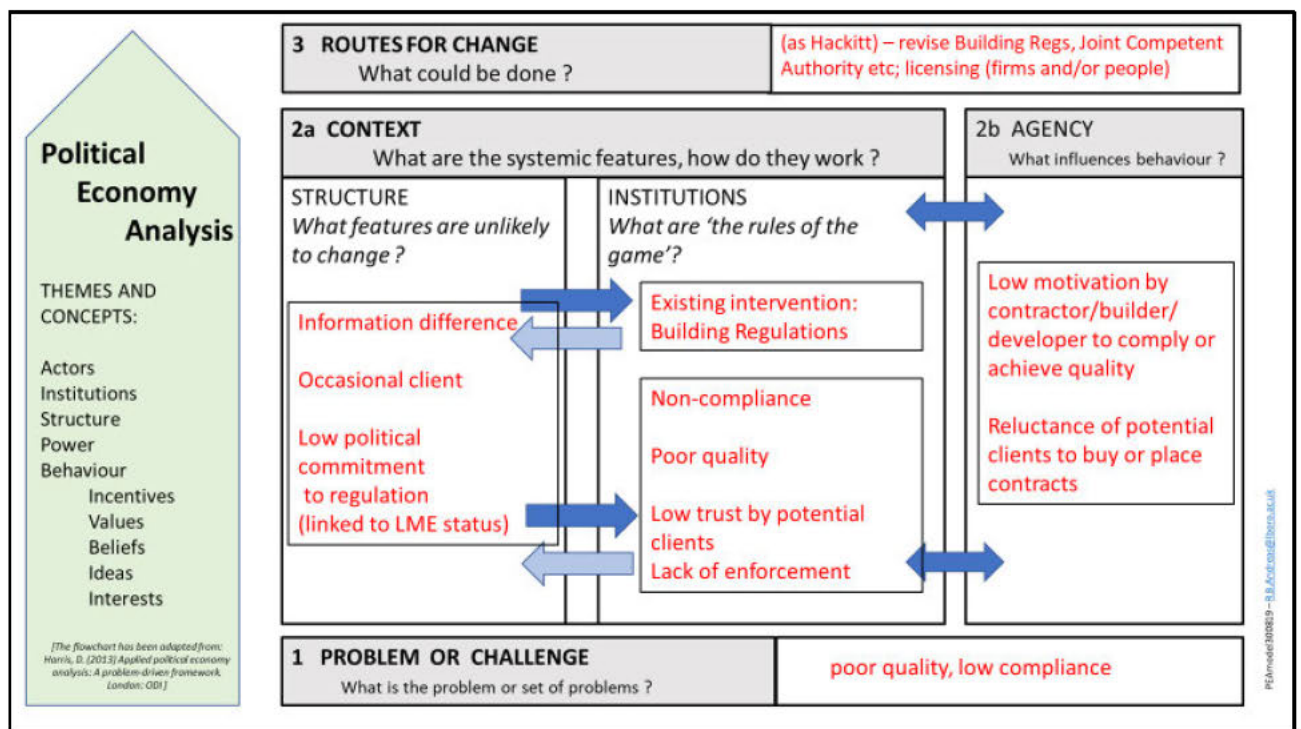 Political
Economy
Analysis
THEMES AND
CONCEPTS:
Actors
Institutions
Structure
Power
Behaviour
Incentives
Values
Beliefs
Ideas
Interests
[The flowchart has been adapted from:
Harris, D. (2013) Applied political economy
analysis: A problem-driven framework.
London: ODI]
3 ROUTES FOR CHANGE
What could be done ?
(as Hackitt) – revise Building Regs, Joint Competent
Authority etc; licensing (firms and/or people)
2a CONTEXT
What are the systemic features, how do they work ?
STRUCTURE
What features are unlikely
to change ?
Information difference
Occasional client
Low political
commitment
to regulation
(linked to LME status)
INSTITUTIONS
What are ‘the rules of the
game’?
Existing intervention:
Building Regulations
Non-compliance
Poor quality
Low trust by potential
clients
Lack of enforcement
2b AGENCY
What influences behaviour ?
Low motivation by
contractor/builder/
developer to comply or
achieve quality
Reluctance of potential
clients to buy or place
contracts
1 PROBLEM OR CHALLENGE
What is the problem or set of problems ?
poor quality, low compliance
PEAmodel300819 – R.B.Andreas@lboro.ac.uk